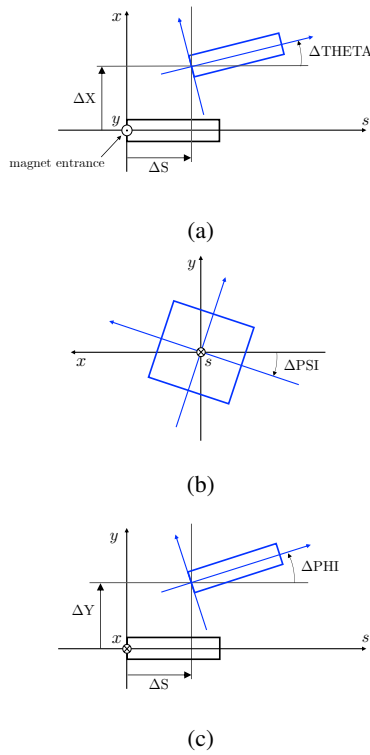 x
ΔTHETA
ΔX
y
s
magnet entrance
ΔS
(a)
y
x
s
ΔPSI
(b)
y
ΔPHI
ΔY
x
s
ΔS
(c)